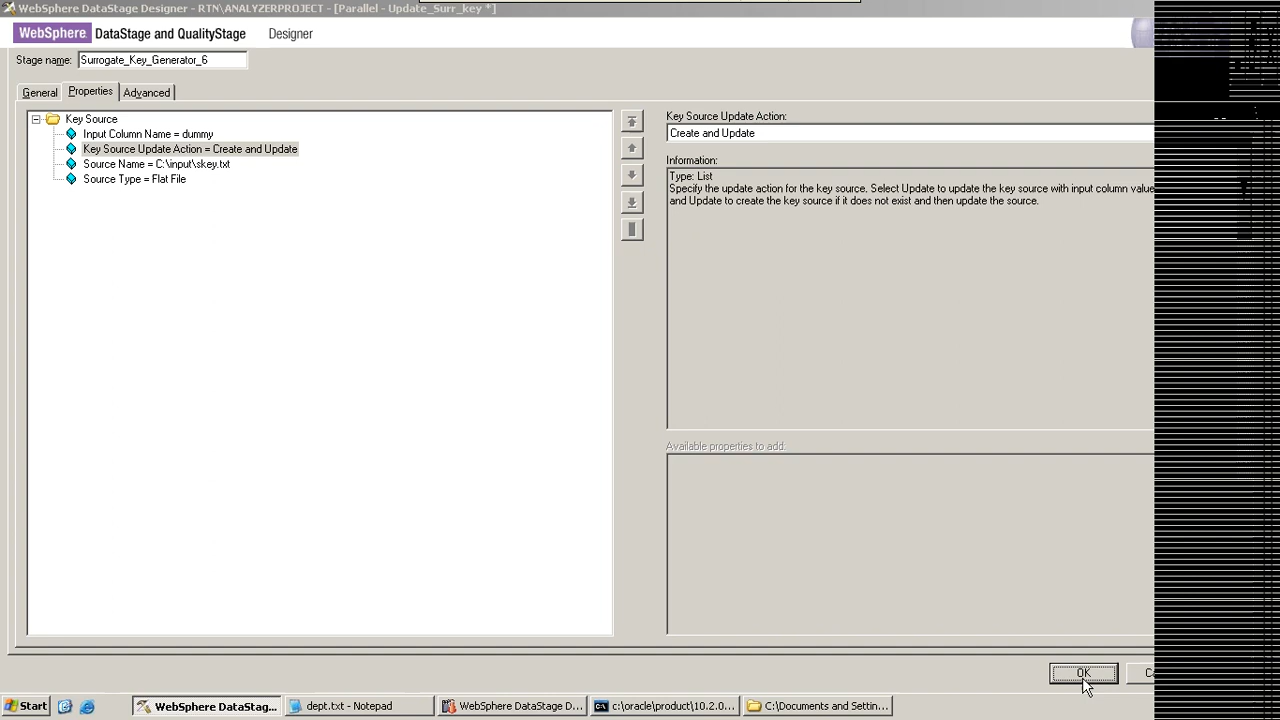 WebSphere DataStage Designer - RTN\ANALYZERPROJECT - [Parallel - Update_Surr_key *]
WebSphere. DataStage and QualityStage Designer
Stage name: Surrogate_Key_Generator_6
General Properties Advanced
Key Source
Input Column Name = dummy
Key Source Update Action = Create and Update
Source Name = C:\input\skey.txt
Source Type = Flat File
Key Source Update Action:
Create and Update
Information:
Type: List
Specify the update action for the key source. Select Update to update the key source with input column value
and Update to create the key source if it does not exist and then update the source.
Available properties to add:
OK
Start WebSphere DataStag... dept.txt - Notepad WebSphere DataStage D... c:\oracle\product\10.2.0... C:\Documents and Settin...